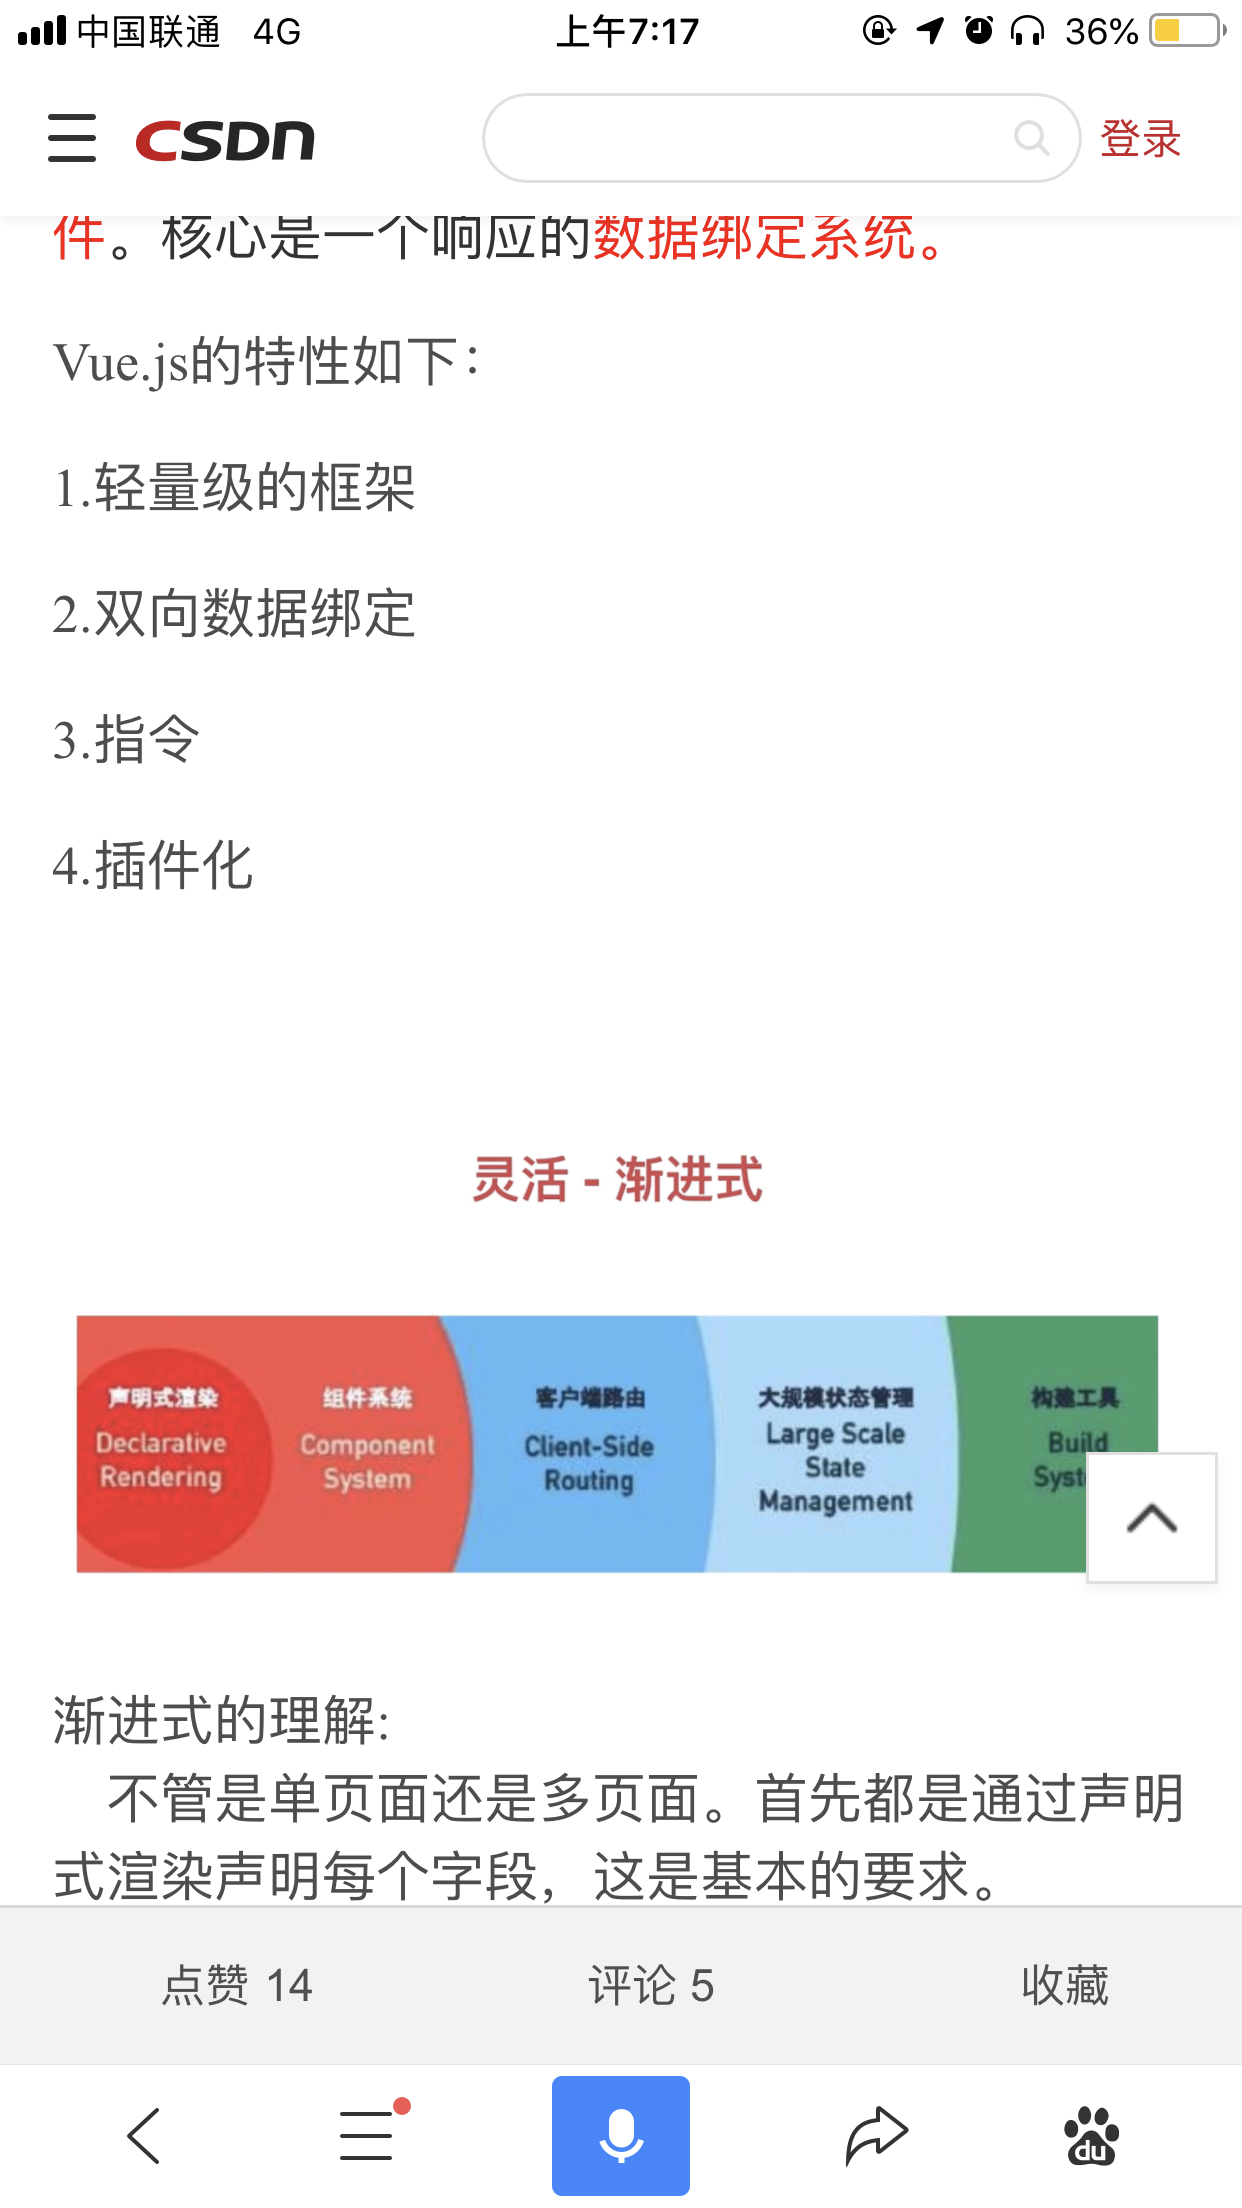 中国联通 4G 上午7:17 36%
CSDN 登录
件。核心是一个响应的数据绑定系统。
Vue.js的特性如下：
1.轻量级的框架
2.双向数据绑定
3.指令
4.插件化
灵活 - 渐进式
声明式渲染
Declarative
Rendering
组件系统
Component
System
客户端路由
Client-Side
Routing
大规模状态管理
Large Scale
State
Management
构建工具
Build
Syst
渐进式的理解:
不管是单页面还是多页面。首先都是通过声明
式渲染声明每个字段，这是基本的要求。
点赞 14 评论 5 收藏
du